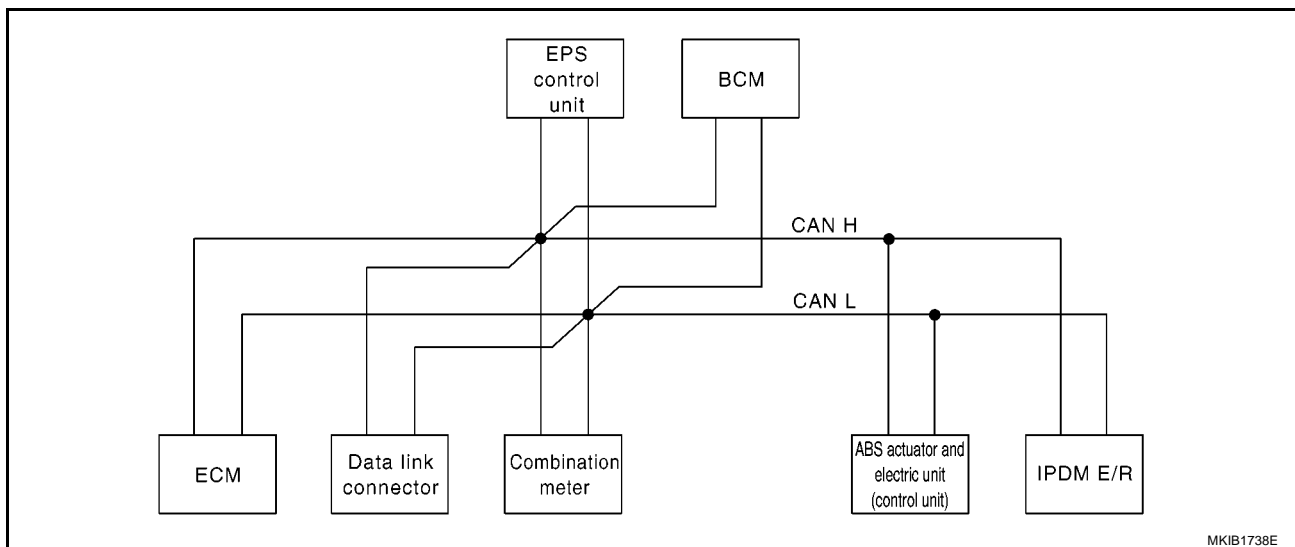 EPS
control
unit
BCM
CAN H
CAN L
ECM
Data link
connector
Combination
meter
ABS actuator and
electric unit
(control unit)
IPDM E/R
MKIB1738E